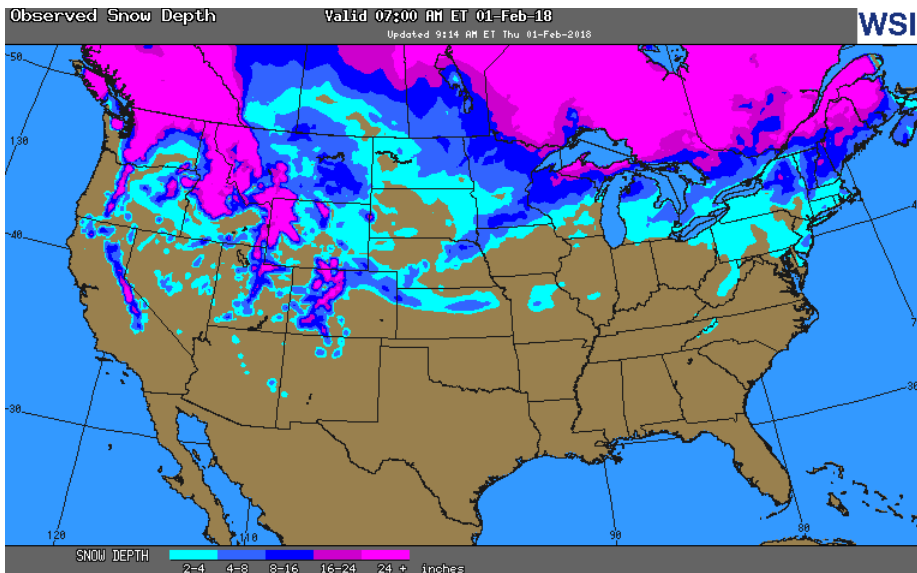 Observed Snow Depth
Valid 07:00 AM ET 01-Feb-18
Updated 9:14 AM ET Thu 01-Feb-2018
WSI
50
130
40
30
120
110
90
80
30
SNOW DEPTH
2-4 4-8 8-16 16-24 24 + inches